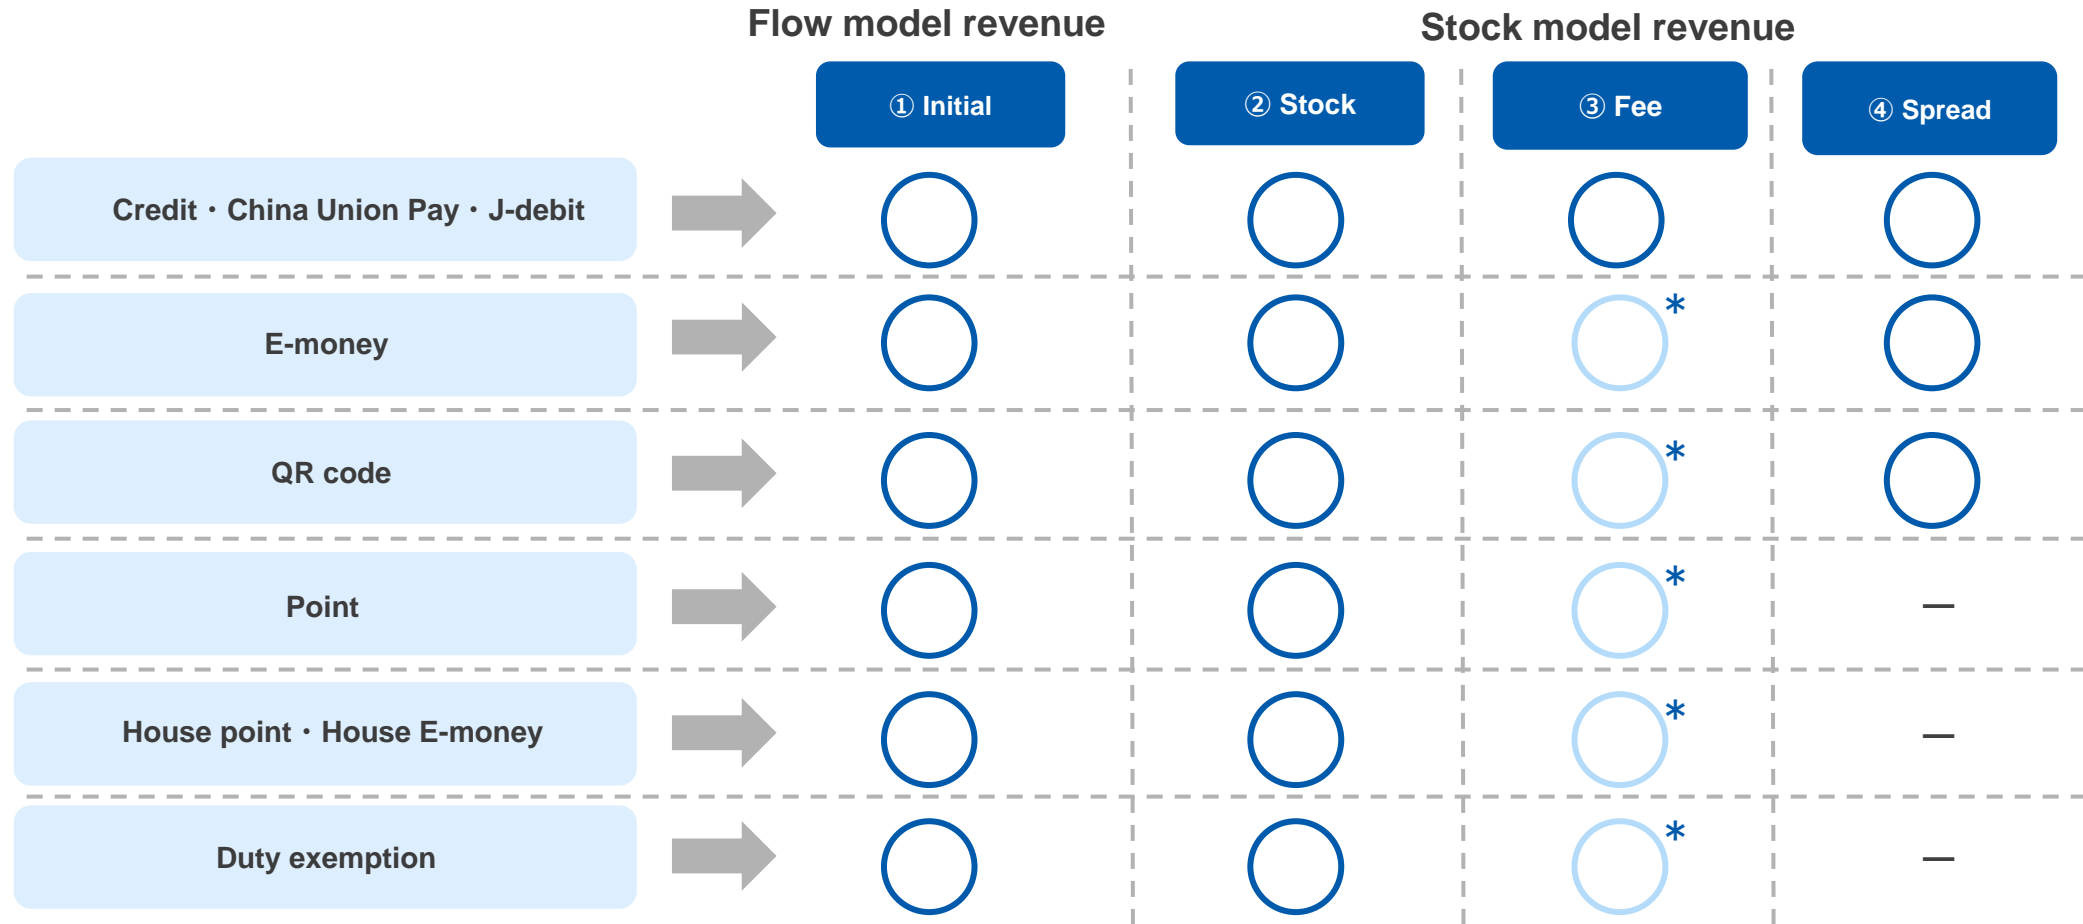 Flow model revenue
Stock model revenue
① Initial
② Stock
③ Fee
④ Spread
Credit・China Union Pay・J-debit
E-money
*
QR code
*
Point
*
—
House point・House E-money
*
—
Duty exemption
*
—